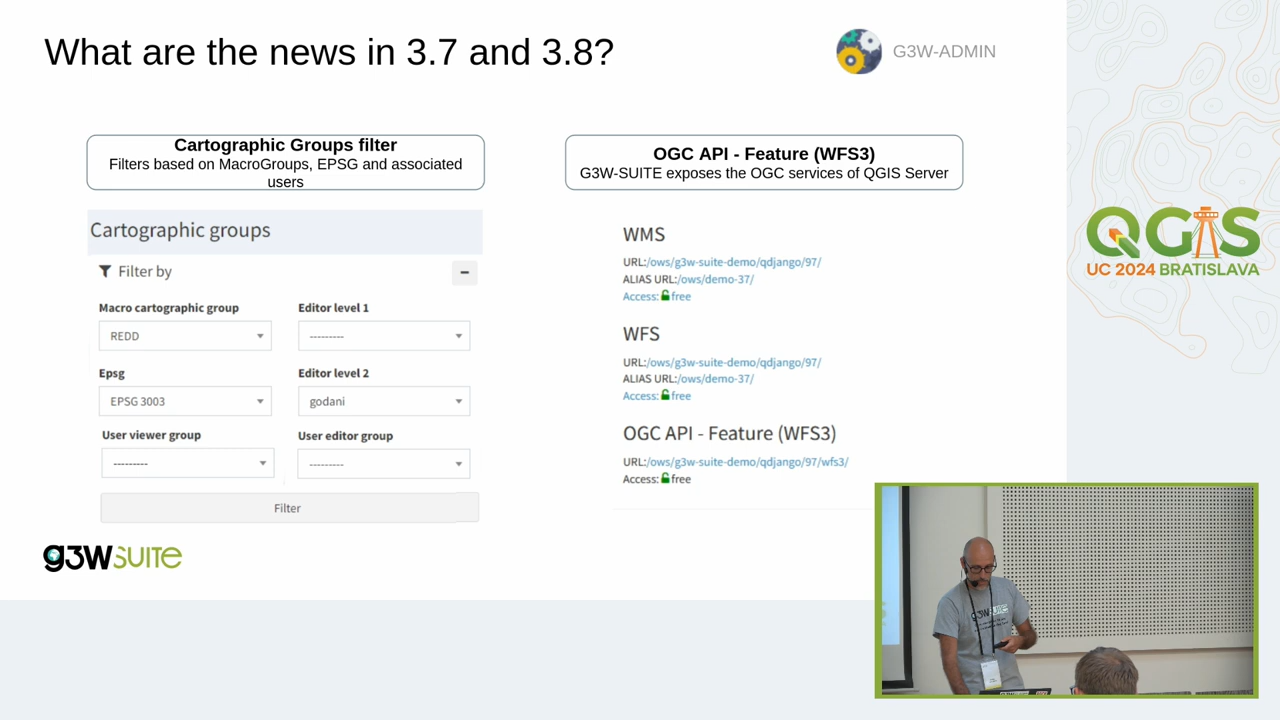 What are the news in 3.7 and 3.8?
G3W-ADMIN
Cartographic Groups filter
Filters based on MacroGroups, EPSG and associated
users
OGC API - Feature (WFS3)
G3W-SUITE exposes the OGC services of QGIS Server
Cartographic groups
Filter by
Macro cartographic group
Editor level 1
REDD
---------
Epsg
Editor level 2
EPSG 3003
godani
User viewer group
User editor group
---------
---------
Filter
WMS
URL:/ows/g3w-suite-demo/qdjango/97/
ALIAS URL:/ows/demo-37/
Access: free
WFS
URL:/ows/g3w-suite-demo/qdjango/97/
ALIAS URL:/ows/demo-37/
Access: free
OGC API - Feature (WFS3)
URL:/ows/g3w-suite-demo/qdjango/97/wfs3/
Access: free
g3wSUITE
QGIS
UC 2024 BRATISLAVA
g3wSUITE